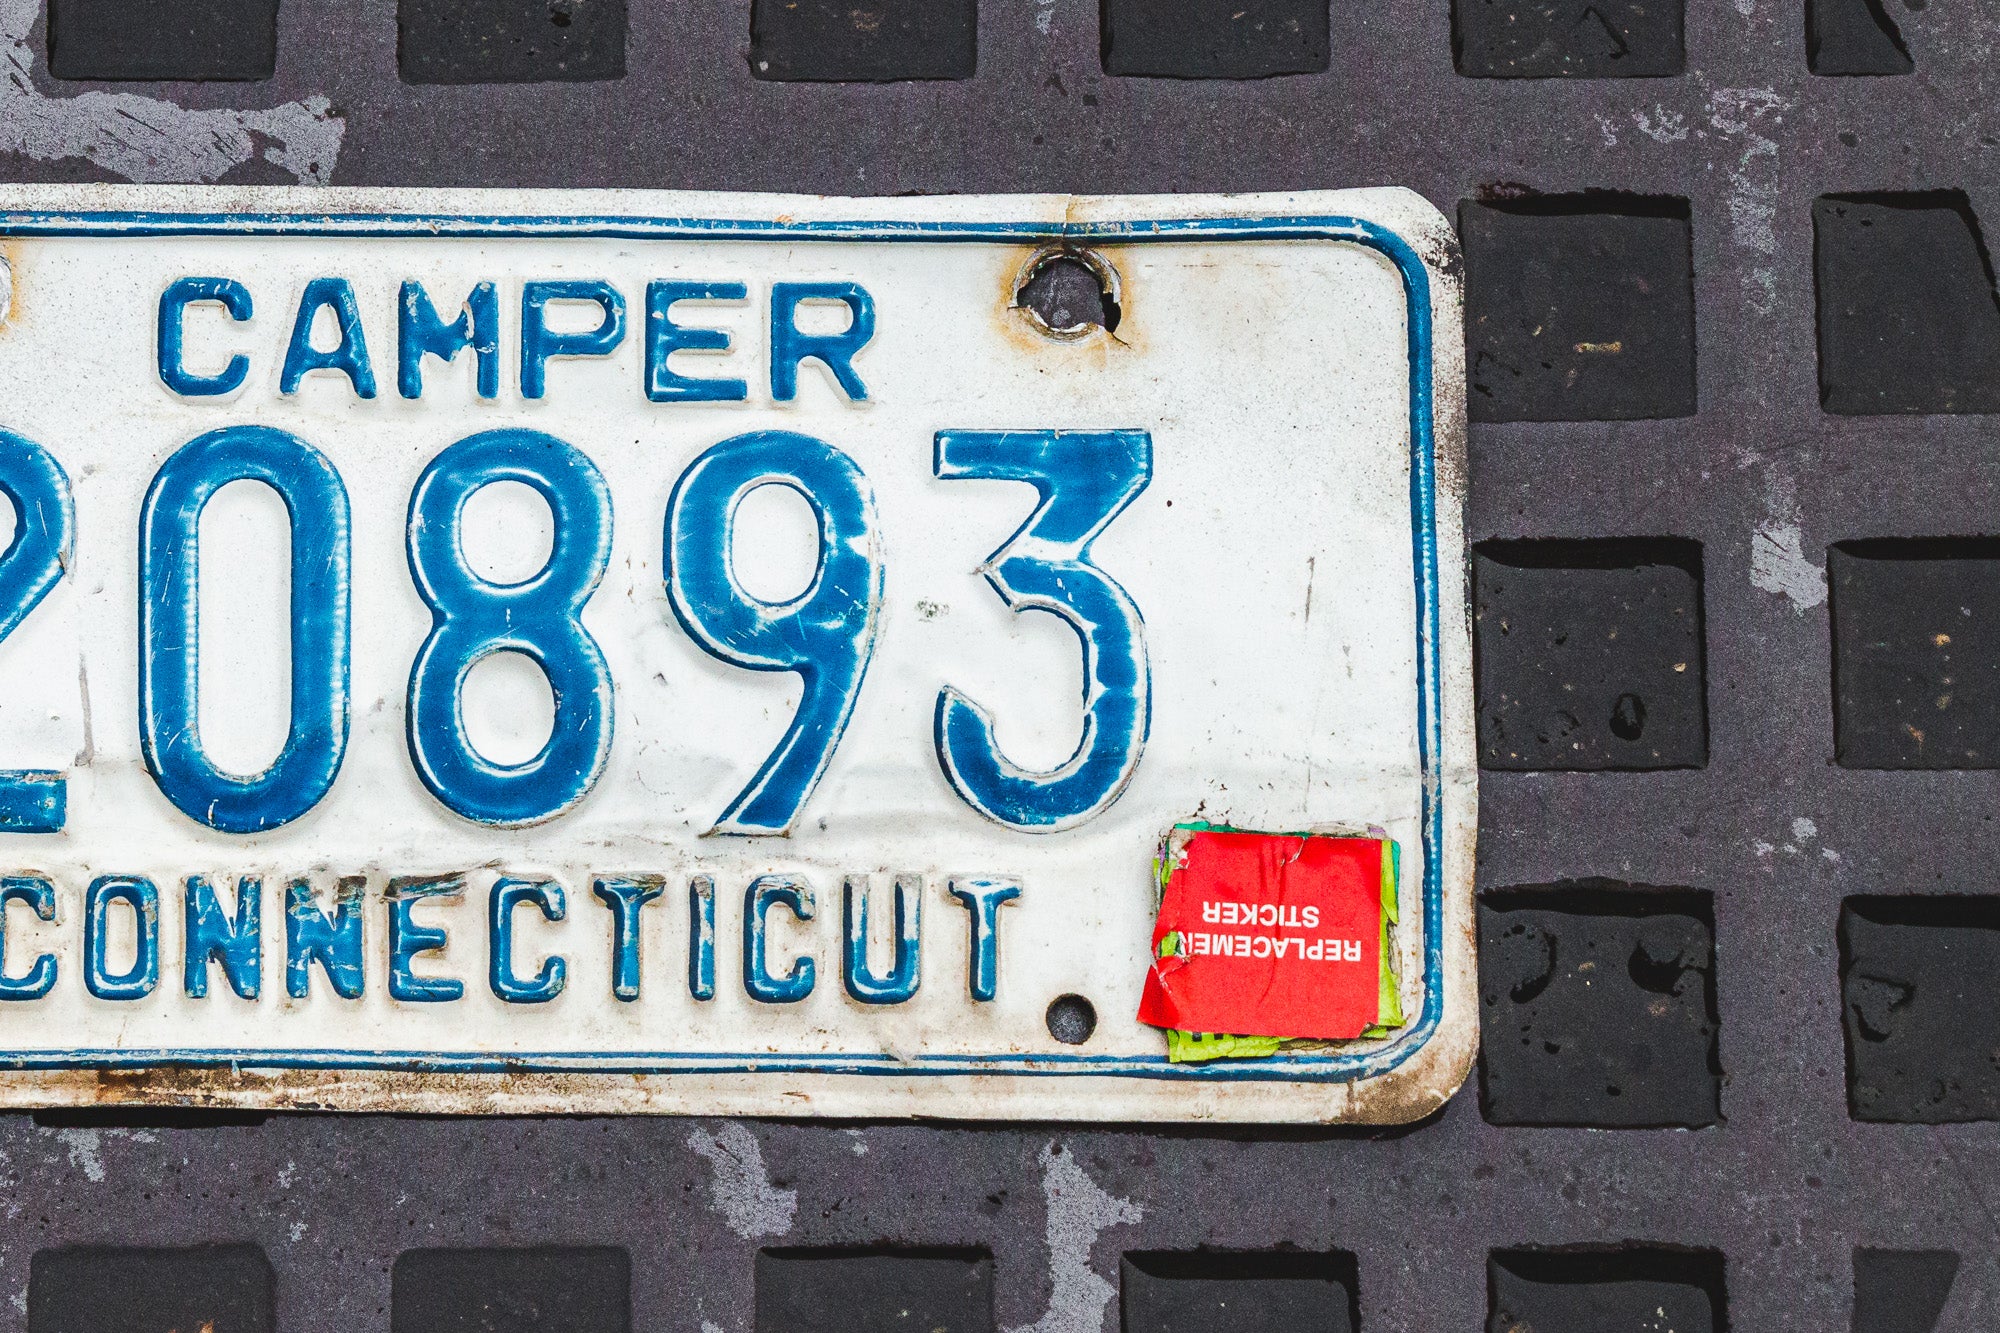 CAMPER
20893
CONNECTICUT
REPLACEMEN
STICKER